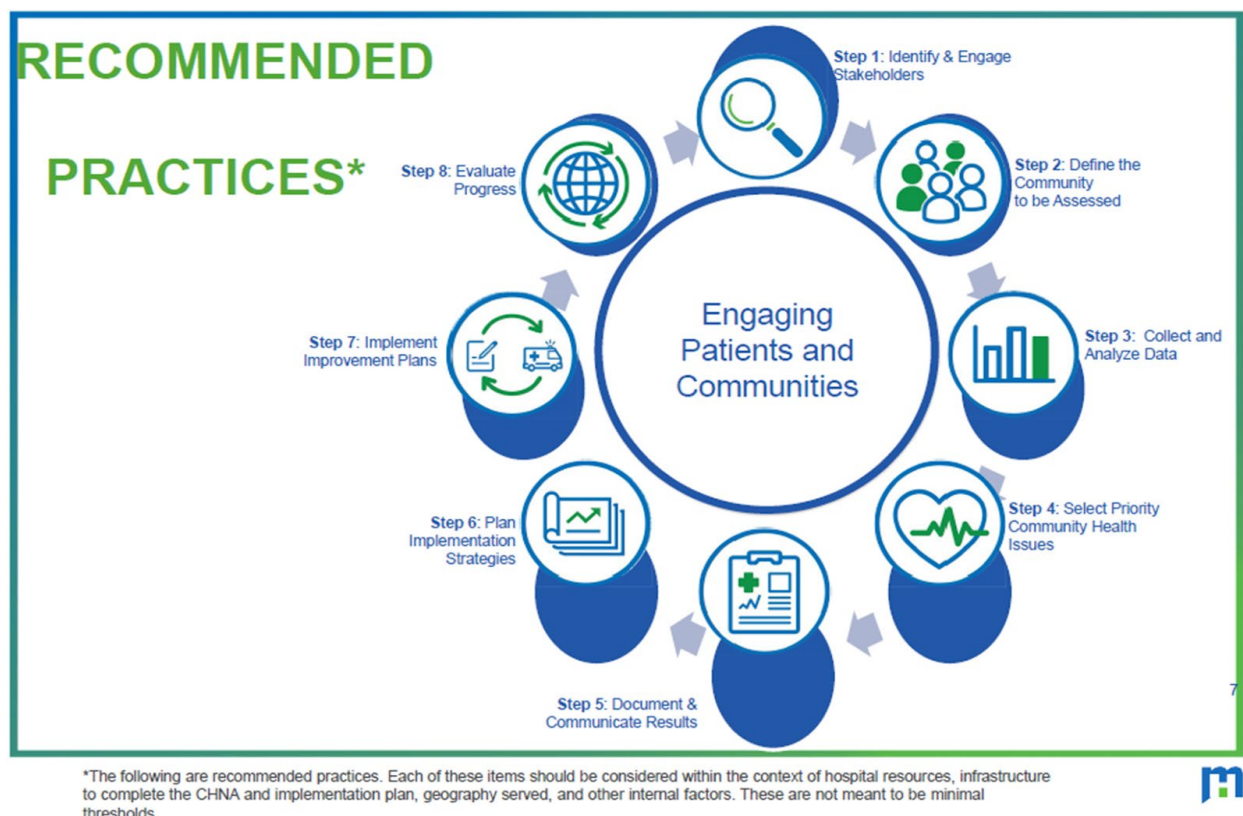 RECOMMENDED
PRACTICES*
Step 1: Identify & Engage
Stakeholders
Step 2: Define the
Community
to be Assessed
Step 3:  Collect and
Analyze Data
Step 4: Select Priority
Community Health
Issues
Step 5: Document &
Communicate Results
Step 6: Plan
Implementation
Strategies
Step 7: Implement
Improvement Plans
Step 8: Evaluate
Progress
Engaging
Patients and
Communities
7
*The following are recommended practices. Each of these items should be considered within the context of hospital resources, infrastructure
to complete the CHNA and implementation plan, geography served, and other internal factors. These are not meant to be minimal
thresholds